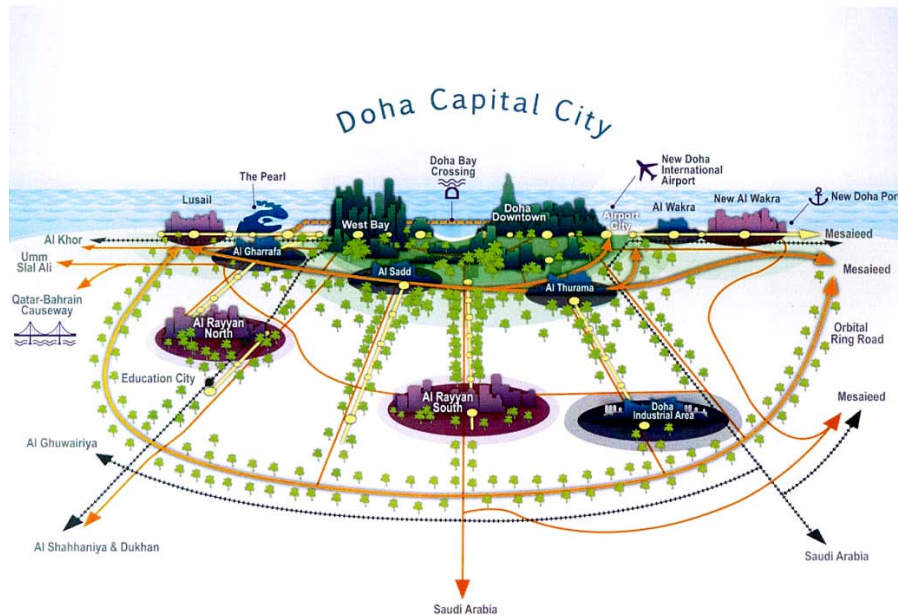 Doha Capital City
The Pearl
Doha Bay
Crossing
New Doha
International
Airport
Lusail
West Bay
Doha
Downtown
Airport
City
Al Wakra
New Al Wakra
New Doha Por
Al Khor
Al Gharrafa
Mesaieed
Umm
Slal Ali
Al Sadd
Al Thurama
Mesaieed
Qatar-Bahrain
Causeway
Al Rayyan
North
Orbital
Ring Road
Education City
Al Rayyan
South
Doha
Industrial Area
Mesaieed
Al Ghuwairiya
Al Shahhaniya & Dukhan
Saudi Arabia
Saudi Arabia